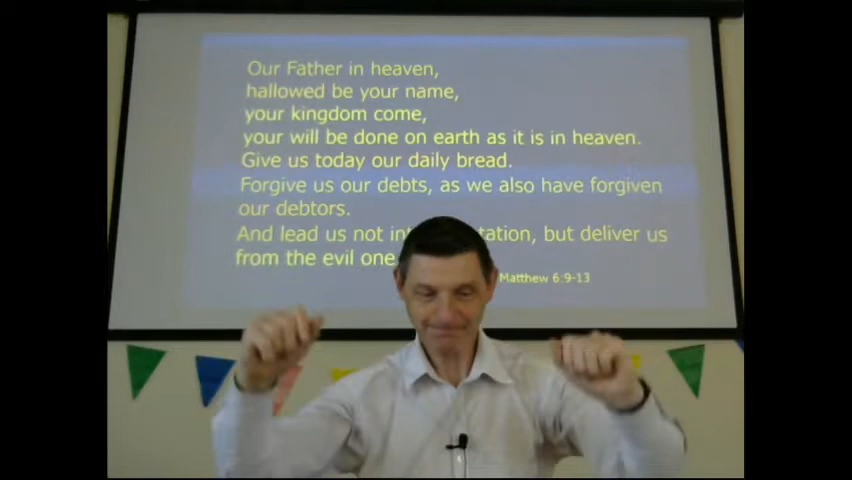 Our Father in heaven,
hallowed be your name,
your kingdom come,
your will be done on earth as it is in heaven.
Give us today our daily bread.
Forgive us our debts, as we also have forgiven
our debtors.
And lead us not tation, but deliver us
from the evil one
Matthew 6:9-13